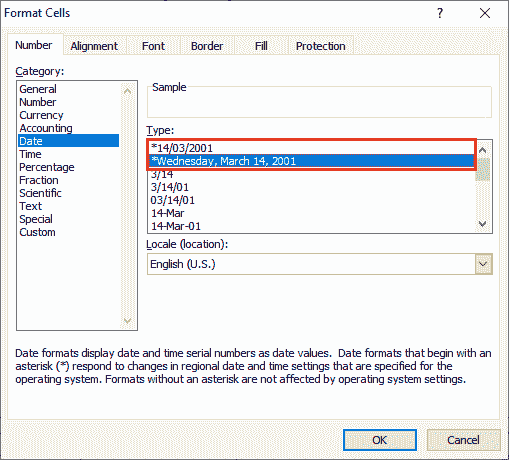 Format Cells
?
Number Alignment Font Border Fill Protection
Category:
General
Number
Currency
Accounting
Date
Time
Percentage
Fraction
Scientific
Text
Special
Custom
Sample
Type:
*14/03/2001
*Wednesday, March 14, 2001
3/14
3/14/01
03/14/01
14-Mar
14-Mar-01
Locale (location):
English (U.S.)
Date formats display date and time serial numbers as date values. Date formats that begin with an
asterisk (*) respond to changes in regional date and time settings that are specified for the
operating system. Formats without an asterisk are not affected by operating system settings.
OK Cancel